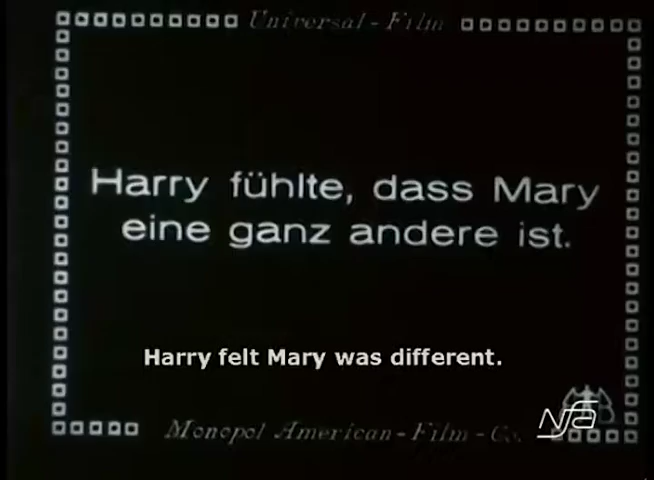 Universal-Film
Harry fühlte, dass Mary
eine ganz andere ist.
Harry felt Mary was different.
nfa
Monopol American-Film-Co.